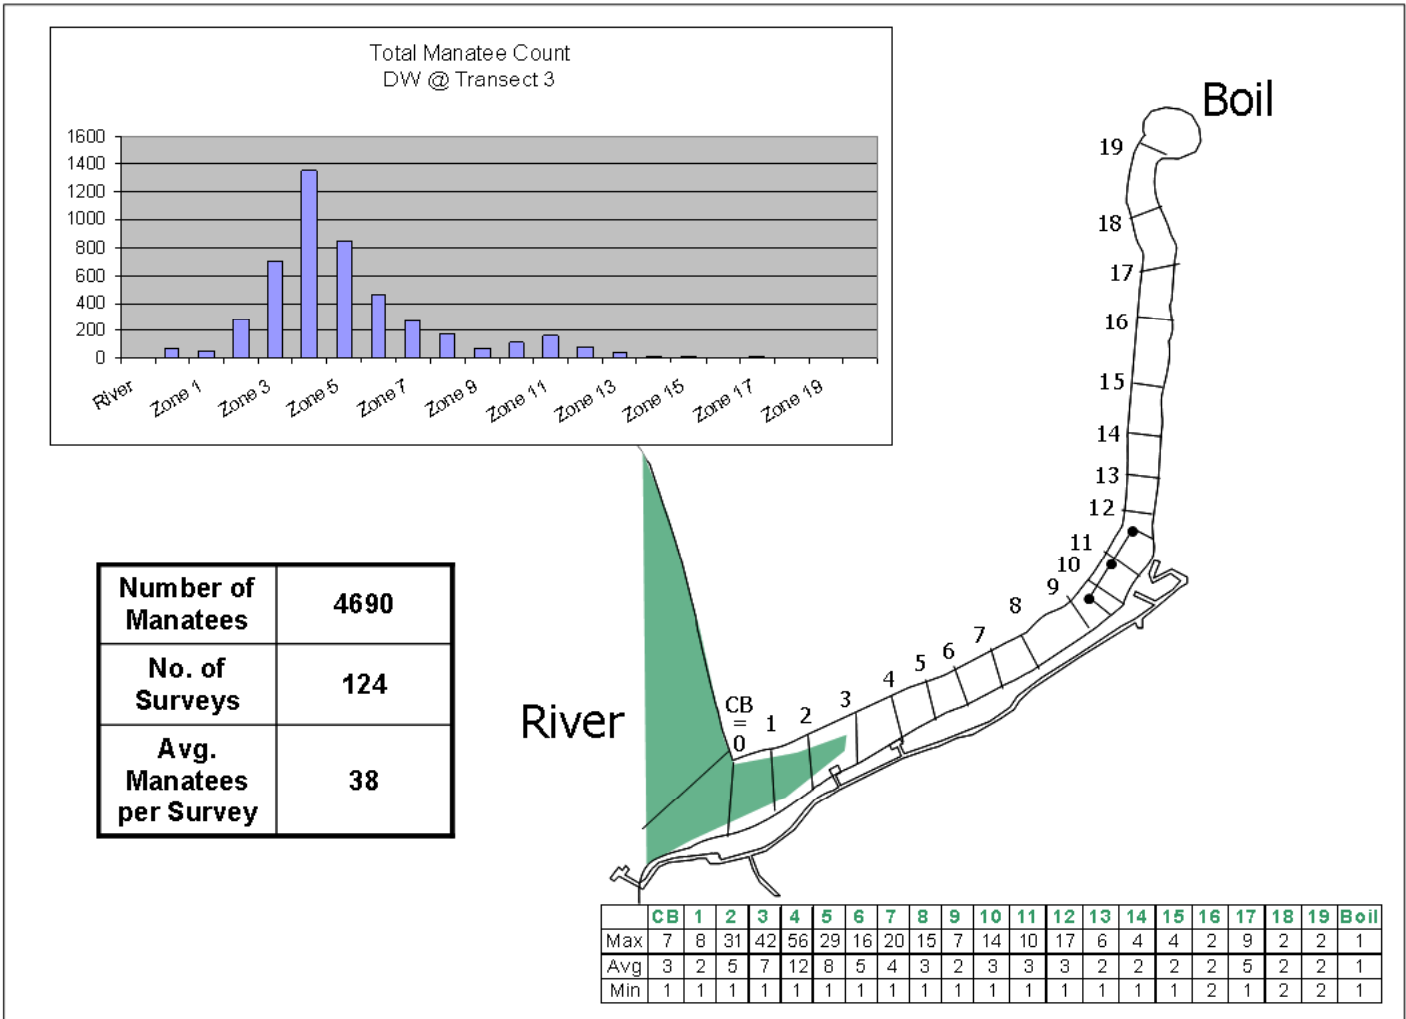 Total Manatee Count
DW @ Transect 3
1600
1400
1200
1000
800
600
400
200
0
River
Zone 1
Zone 3
Zone 5
Zone 7
Zone 9
Zone 11
Zone 13
Zone 15
Zone 17
Zone 19
Boil
19
18
17
16
15
14
13
12
11
10
9
8
7
6
5
4
3
2
1
CB
=
0
River
Number of Manatees 4690
No. of Surveys 124
Avg. Manatees per Survey 38
CB 1 2 3 4 5 6 7 8 9 10 11 12 13 14 15 16 17 18 19 Boil
Max 7 8 31 42 56 29 16 20 15 7 14 10 17 6 4 4 2 9 2 2 1
Avg 3 2 5 7 12 8 5 4 3 2 3 3 3 2 2 2 2 5 2 2 1
Min 1 1 1 1 1 1 1 1 1 1 1 1 1 1 1 1 2 1 2 2 1